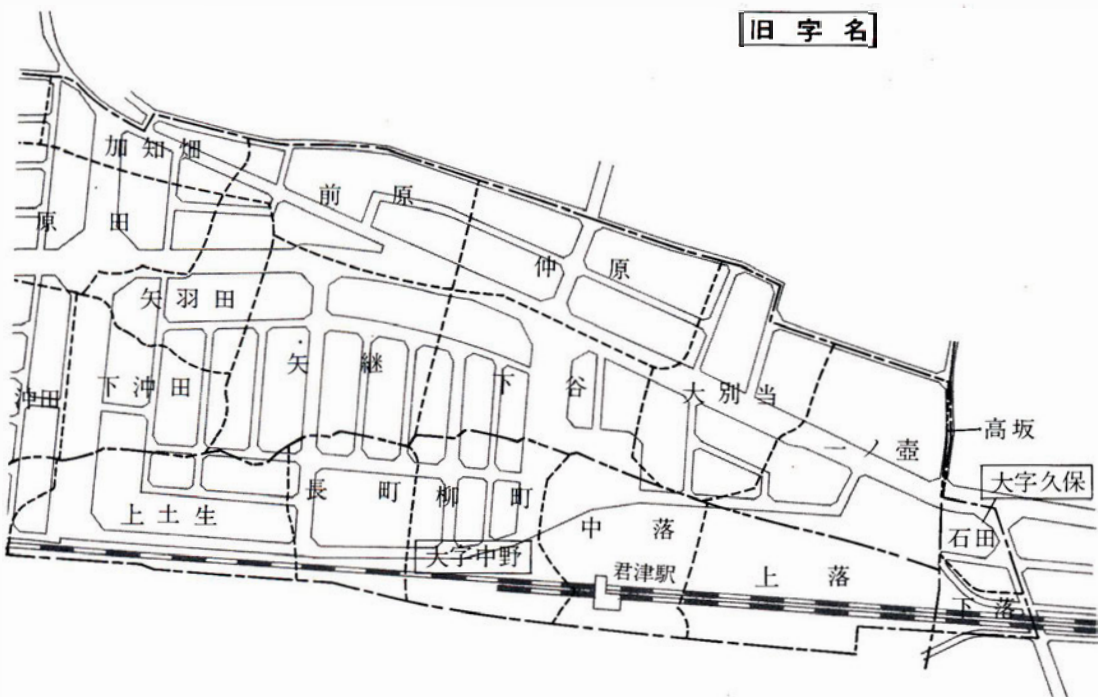 旧字名
加知畑
前原
原田
仲原
矢羽田
矢継
下谷
大別当
沖田
下沖田
一ノ壺
高坂
大字久保
長町
柳町
上土生
中落
石田
大字中野
君津駅
上落
下落